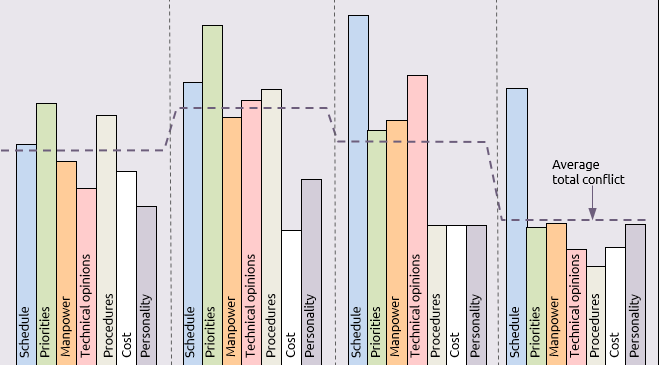 Average
total conflict
Schedule
Priorities
Manpower
Technical opinions
Procedures
Cost
Personality
Schedule
Priorities
Manpower
Technical opinions
Procedures
Cost
Personality
Schedule
Priorities
Manpower
Technical opinions
Procedures
Cost
Personality
Schedule
Priorities
Manpower
Technical opinions
Procedures
Cost
Personality